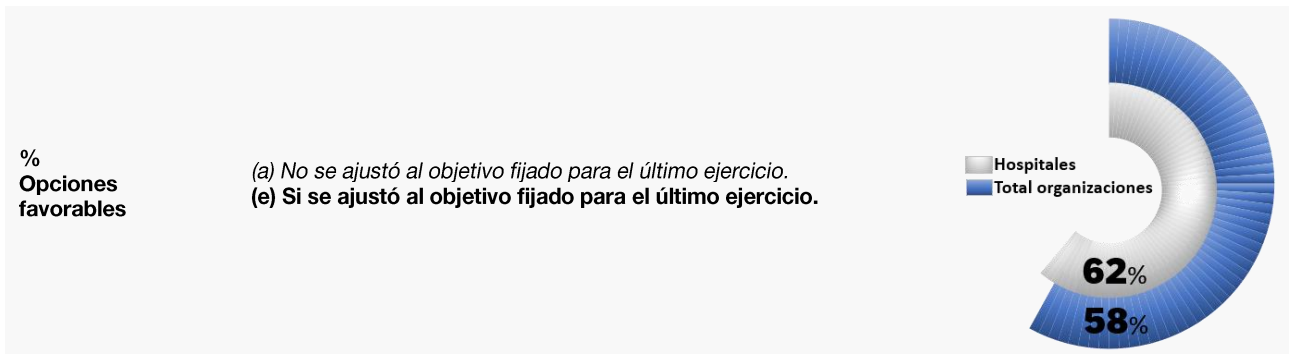 %
Opciones
favorables
(a) No se ajustó al objetivo fijado para el último ejercicio.
(e) Si se ajustó al objetivo fijado para el último ejercicio.
Hospitales
Total organizaciones
62%
58%